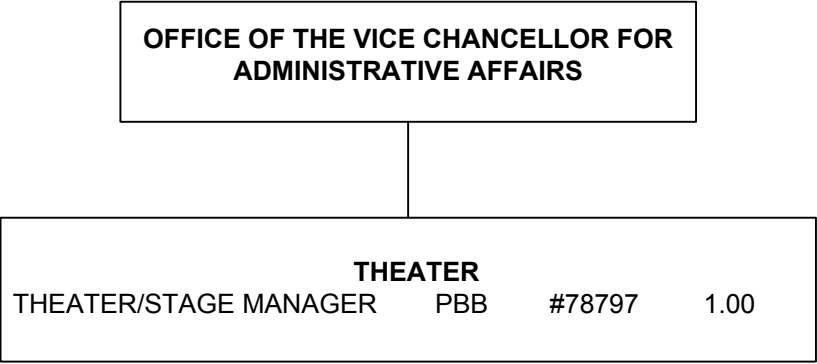 OFFICE OF THE VICE CHANCELLOR FOR
ADMINISTRATIVE AFFAIRS
THEATER
THEATER/STAGE MANAGER PBB #78797 1.00